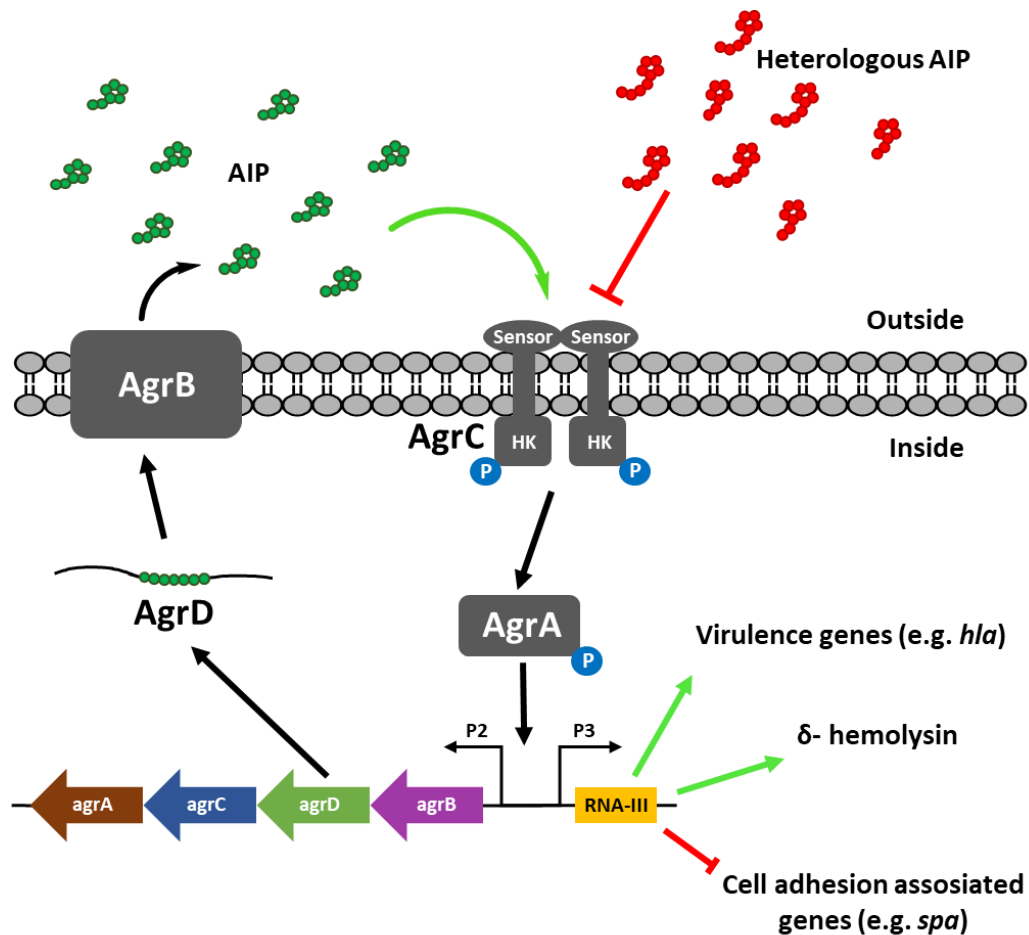 Heterologous AIP
AIP
Outside
Sensor
Sensor
AgrB
AgrC
HK
HK
Inside
P
P
AgrD
AgrA
P
Virulence genes (e.g. hla)
P2
P3
δ- hemolysin
agrA
agrC
agrD
agrB
RNA-III
Cell adhesion assosiated
genes (e.g. spa)